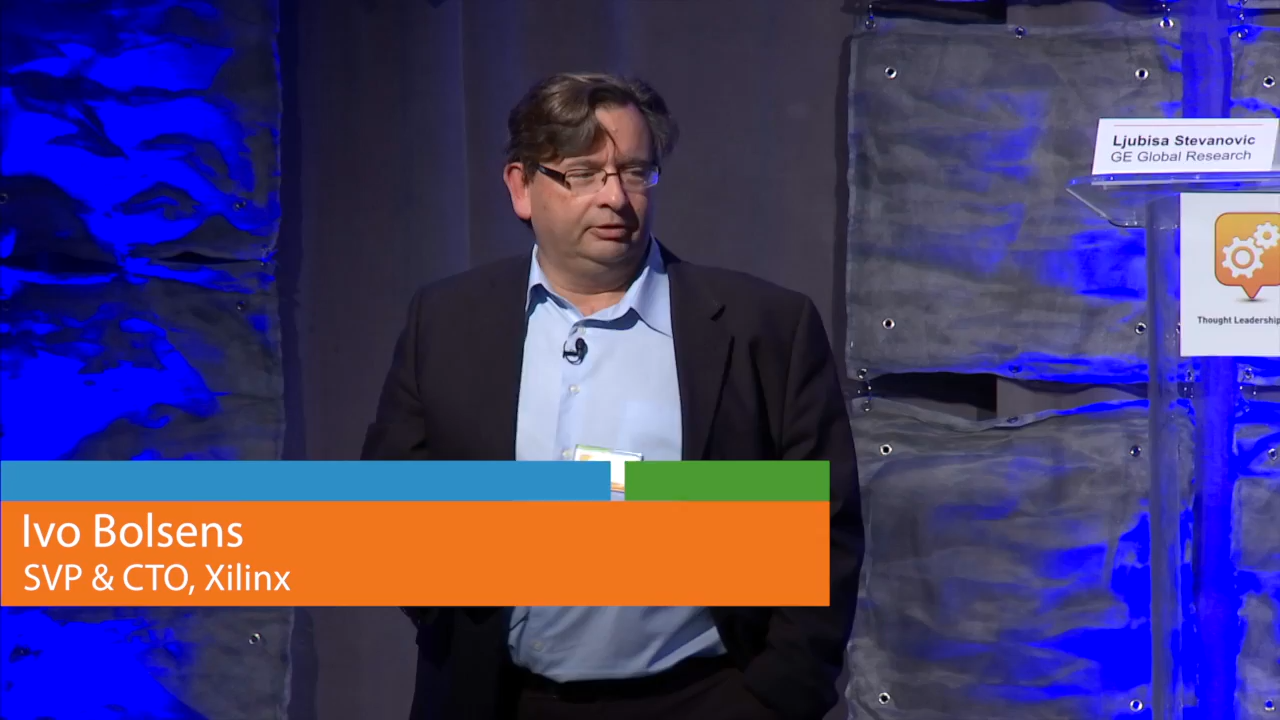 Ljubisa Stevanovic
GE Global Research
Thought Leadership
Ivo Bolsens
SVP & CTO, Xilinx